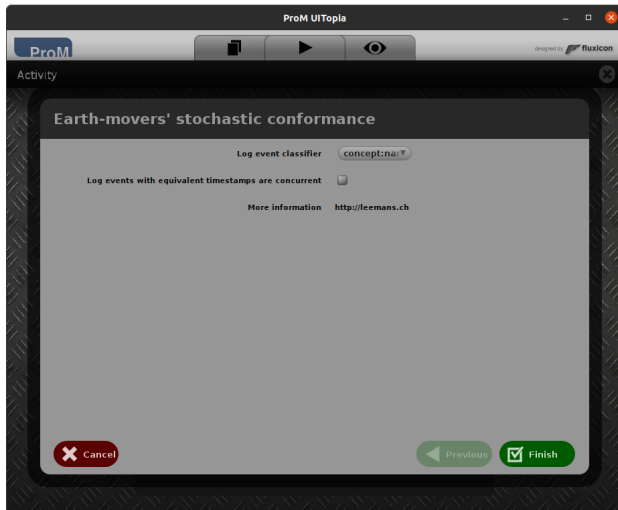 ProM UITopia
ProM
designed by fluxicon
Activity
Earth-movers' stochastic conformance
Log event classifier concept:nar
Log events with equivalent timestamps are concurrent
More information http://leemans.ch
Cancel Previous Finish